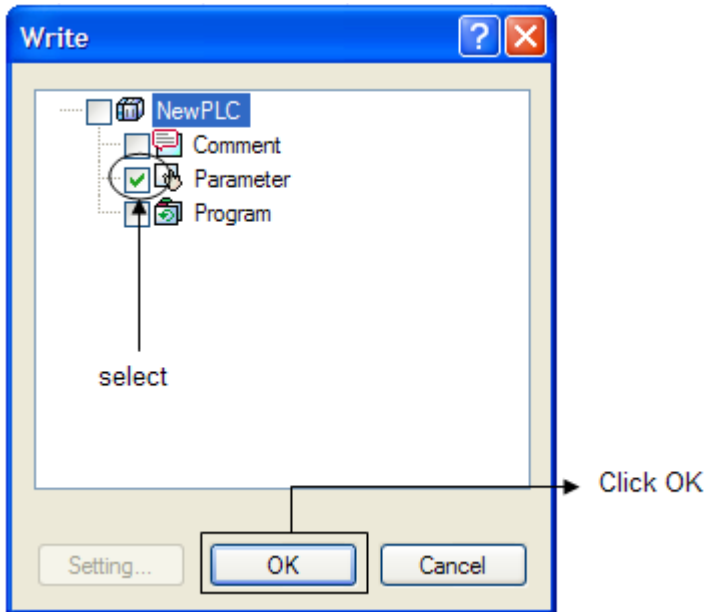 Write
NewPLC
Comment
Parameter
Program
select
Click OK
Setting...
OK
Cancel